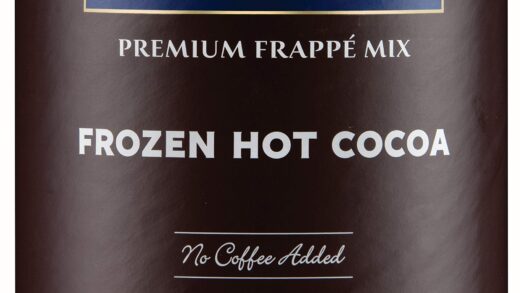 PREMIUM FRAPPÉ MIX
FROZEN HOT COCOA
No Coffee Added